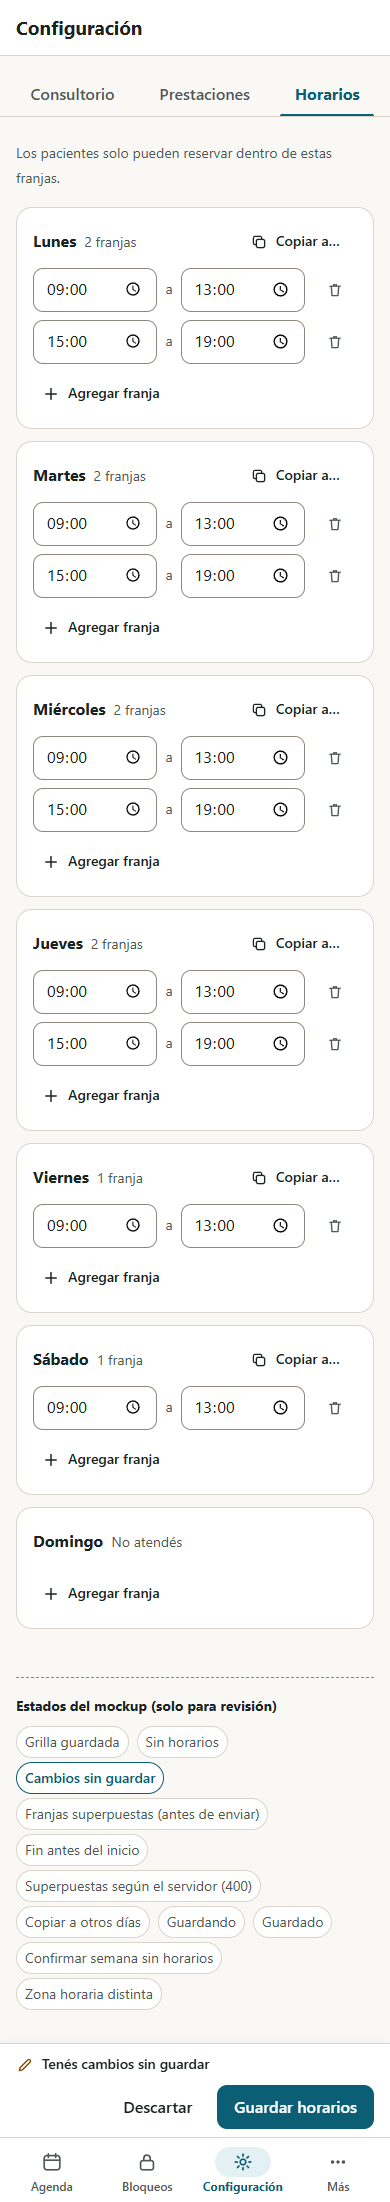 Configuración
Consultorio Prestaciones Horarios
Los pacientes solo pueden reservar dentro de estas
franjas.
Lunes 2 franjas Copiar a...
09:00 a 13:00
15:00 a 19:00
+ Agregar franja
Martes 2 franjas Copiar a...
09:00 a 13:00
15:00 a 19:00
+ Agregar franja
Miércoles 2 franjas Copiar a...
09:00 a 13:00
15:00 a 19:00
+ Agregar franja
Jueves 2 franjas Copiar a...
09:00 a 13:00
15:00 a 19:00
+ Agregar franja
Viernes 1 franja Copiar a...
09:00 a 13:00
+ Agregar franja
Sábado 1 franja Copiar a...
09:00 a 13:00
+ Agregar franja
Domingo No atendés
+ Agregar franja
Estados del mockup (solo para revisión)
Grilla guardada Sin horarios
Cambios sin guardar
Franjas superpuestas (antes de enviar)
Fin antes del inicio
Superpuestas según el servidor (400)
Copiar a otros días Guardando Guardado
Confirmar semana sin horarios
Zona horaria distinta
Tenés cambios sin guardar
Descartar Guardar horarios
Agenda Bloqueos Configuración Más